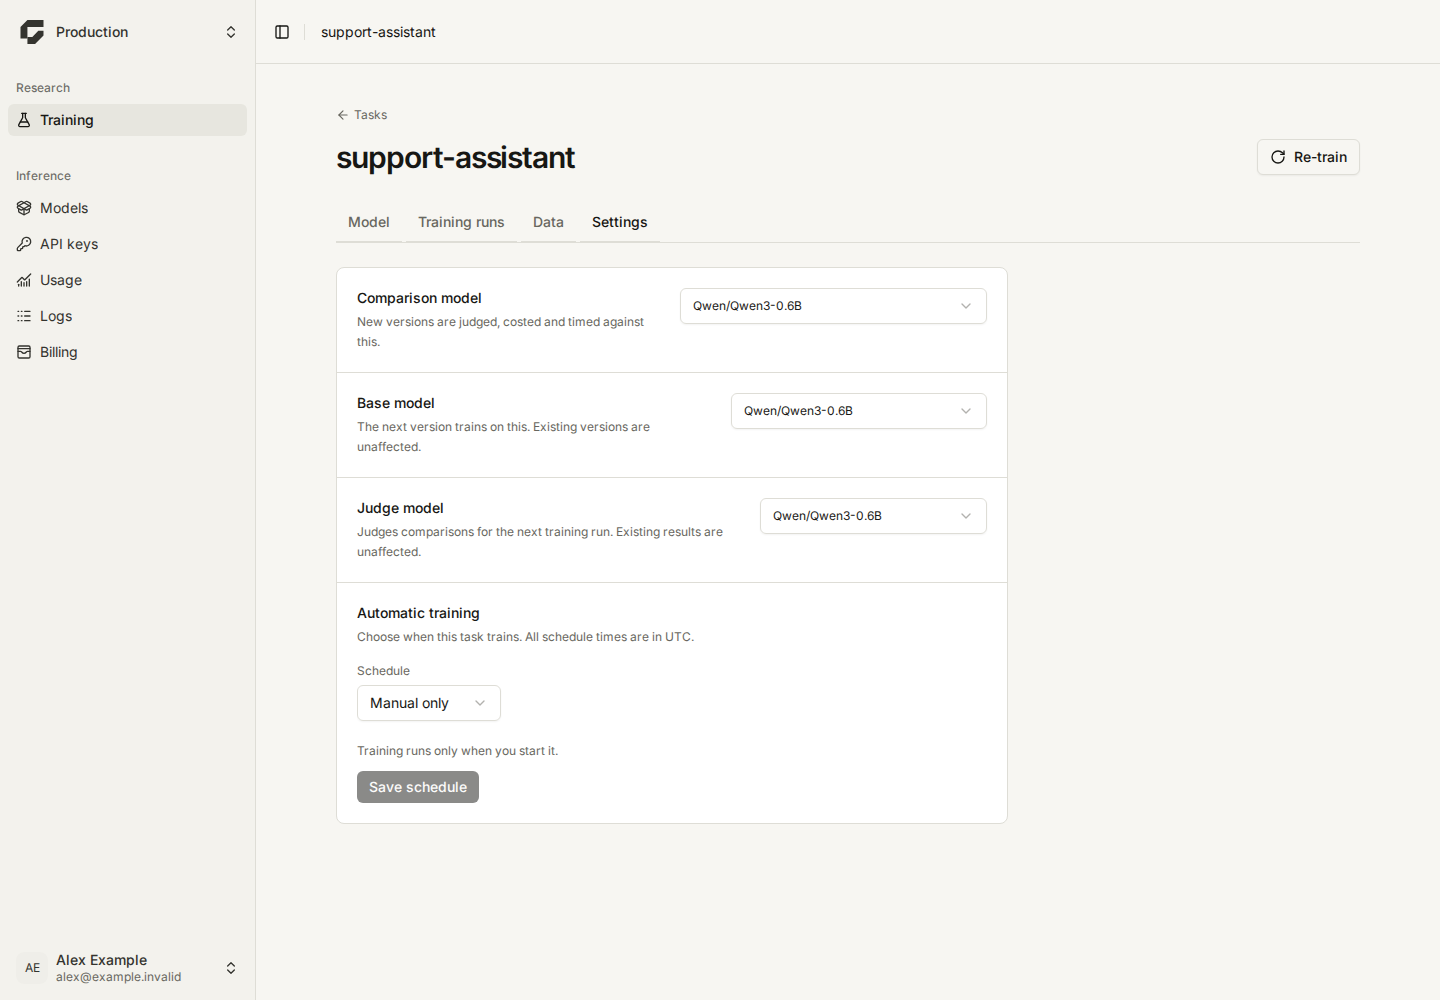 Production
support-assistant
Research
Training
Inference
Models
API keys
Usage
Logs
Billing
Tasks
support-assistant
Re-train
Model
Training runs
Data
Settings
Comparison model
New versions are judged, costed and timed against
this.
Qwen/Qwen3-0.6B
Base model
The next version trains on this. Existing versions are
unaffected.
Qwen/Qwen3-0.6B
Judge model
Judges comparisons for the next training run. Existing results are
unaffected.
Qwen/Qwen3-0.6B
Automatic training
Choose when this task trains. All schedule times are in UTC.
Schedule
Manual only
Training runs only when you start it.
Save schedule
AE
Alex Example
alex@example.invalid